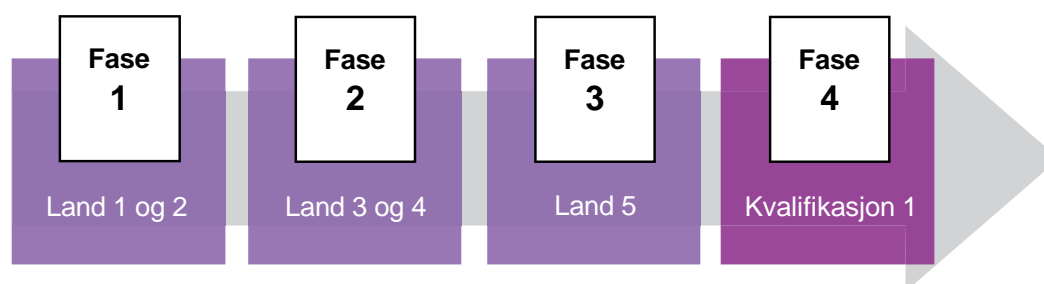 Fase
1
Land 1 og 2
Fase
2
Land 3 og 4
Fase
3
Land 5
Fase
4
Kvalifikasjon 1